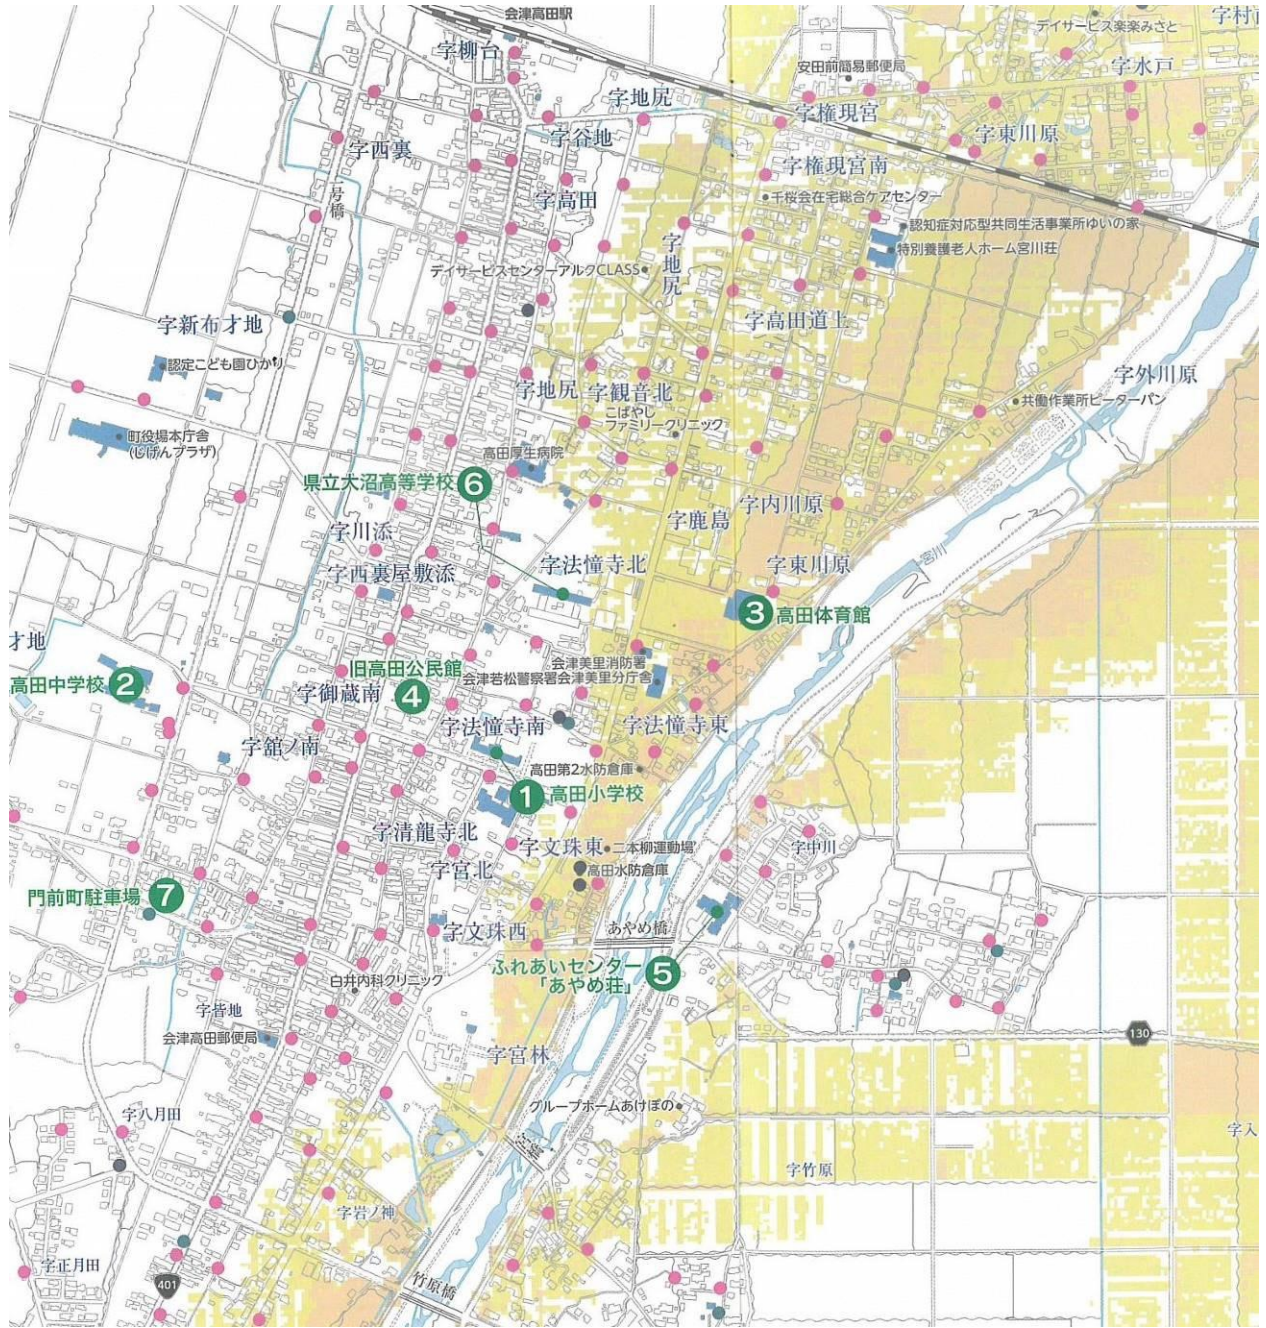 会津高田駅
字村前
デイサービス楽楽みさと
字柳台
安田前簡易郵便局
字水戸
字地尻
字権現宮
字谷地
字東川原
字西裏
字権現宮南
一号橋
字高田
千桜会在宅総合ケアセンター
認知症対応型共同生活事業所ゆいの家
特別養護老人ホーム宮川荘
字地尻
デイサービスセンターアルクCLASS
字新布才地
字高田道上
認定こども園ひかり
字地尻
字観音北
字外川原
共働作業所ピーターパン
こばやし
ファミリークリニック
町役場本庁舎
(じげんプラザ)
高田厚生病院
県立大沼高等学校
6
字内川原
字鹿島
字川添
宮川
字法憧寺北
字東川原
字西裏屋敷添
3
高田体育館
才地
会津美里消防署
会津若松警察署会津美里分庁舎
旧高田公民館
4
高田中学校
2
字御蔵南
字法憧寺南
字法憧寺東
字舘ノ南
高田第2水防倉庫
1
高田小学校
字清龍寺北
字文珠東
二本柳運動場
字中川
字宮北
高田水防倉庫
門前町駐車場
7
字文珠西
あやめ橋
ふれあいセンター
「あやめ荘」
5
白井内科クリニック
字皆地
会津高田郵便局
130
字宮林
グループホームあけぼの
字八月田
字入
宮橋
字竹原
字岩ノ神
字正月田
401
竹原橋